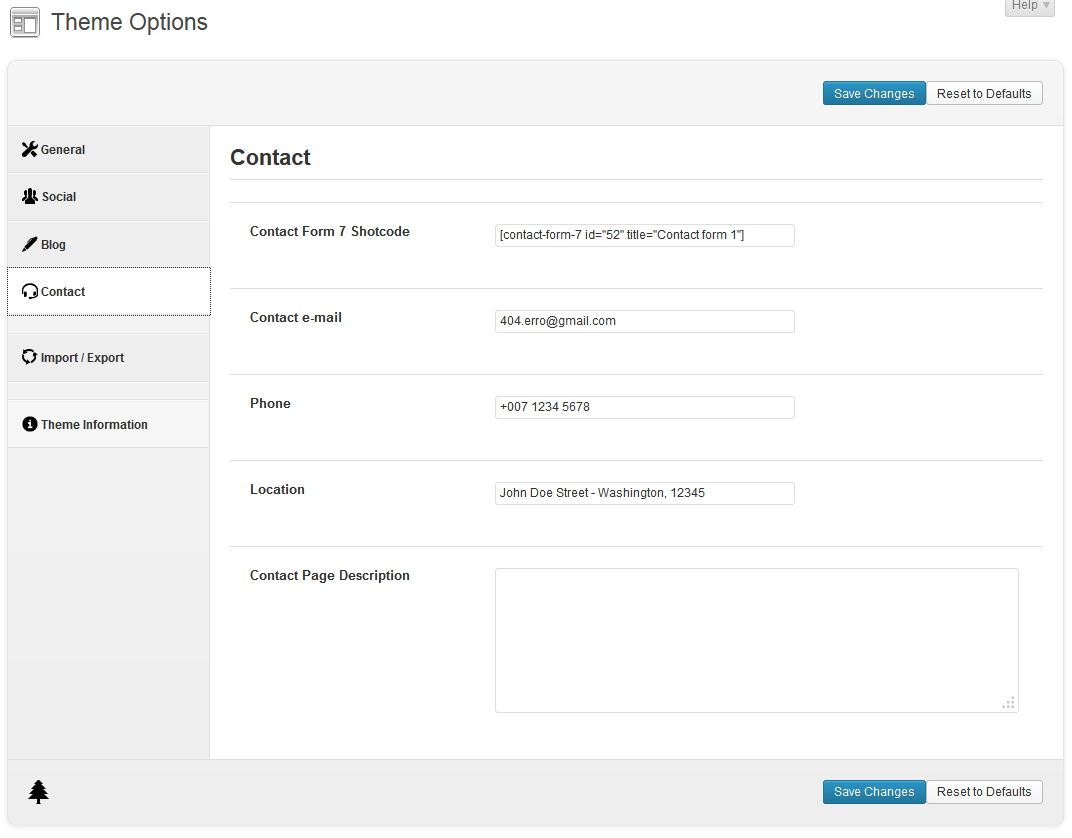 Help
Theme Options
Save Changes Reset to Defaults
General
Social
Blog
Contact
Import / Export
Theme Information
Contact
Contact Form 7 Shotcode [contact-form-7 id="52" title="Contact form 1"]
Contact e-mail 404.erro@gmail.com
Phone +007 1234 5678
Location John Doe Street - Washington, 12345
Contact Page Description
Save Changes Reset to Defaults